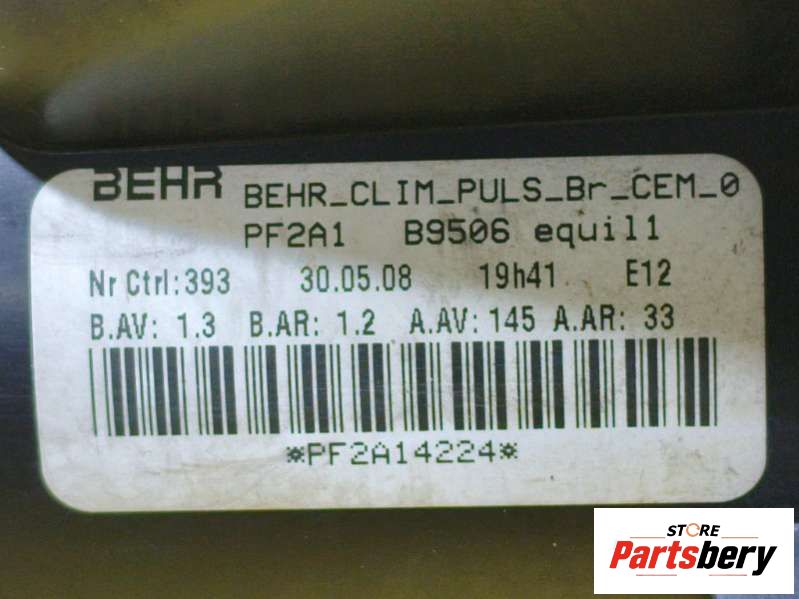 BEHR BEHR_CLIM_PULS_Br_CEM_0
PF2A1 B9506 equil1
Nr Ctrl:393 30.05.08 19h41 E12
B.AV: 1.3 B.AR: 1.2 A.AV: 145 A.AR: 33
*PF2A14224*
STORE
Partsbery